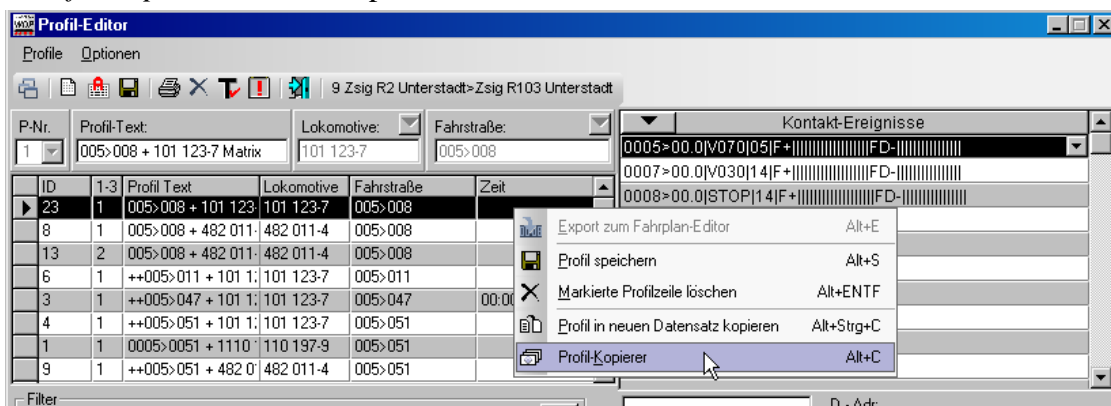 Profil-Editor
Profile Optionen
9 Zsig R2 Unterstadt>Zsig R103 Unterstadt
P-Nr. Profil-Text: Lokomotive: Fahrstraße:
1 005>008 + 101 123-7 Matrix 101 123-7 005>008
Kontakt-Ereignisse
0005>00.0|V070|05|F+||||||||||||||||||FD-|||||||||||||||
0007>00.0|V030|14|F+||||||||||||||||||FD-|||||||||||||||
0008>00.0|STOP|14|F+||||||||||||||||||FD-|||||||||||||||
ID 1-3 Profil Text Lokomotive Fahrstraße Zeit
23 1 005>008 + 101 123- 101 123-7 005>008
8 1 005>008 + 482 011- 482 011-4 005>008
13 2 005>008 + 482 011- 482 011-4 005>008
6 1 ++005>011 + 101 1 101 123-7 005>011
3 1 ++005>047 + 101 1 101 123-7 005>047 00:00
4 1 ++005>051 + 101 1 101 123-7 005>051
1 1 0005>0051 + 1110 110 197-9 005>051
9 1 ++005>051 + 482 0 482 011-4 005>051
Export zum Fahrplan-Editor Alt+E
Profil speichern Alt+S
Markierte Profilzeile löschen Alt+ENTF
Profil in neuen Datensatz kopieren Alt+Strg+C
Profil-Kopierer Alt+C
Filter
D - Adr: